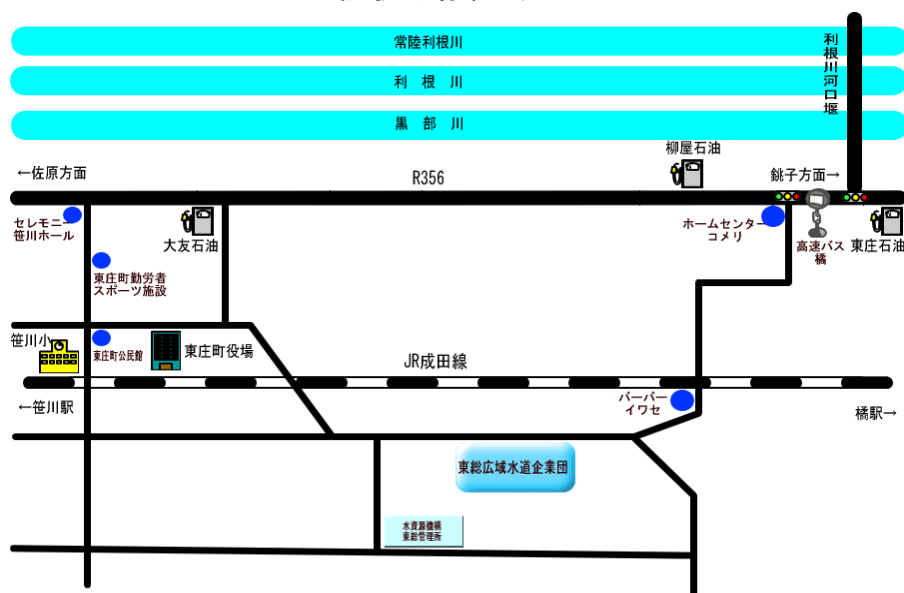 常陸利根川
利根川河口堰
利 根 川
黒 部 川
柳屋石油
←佐原方面
R356
銚子方面→
セレモニー
笹川ホール
大友石油
ホームセンター
コメリ
高速バス
橘
東庄石油
東庄町勤労者
スポーツ施設
笹川小
東庄町公民館
東庄町役場
JR成田線
←笹川駅
バーバー
イワセ
橘駅→
東総広域水道企業団
水資源機構
東総管理所